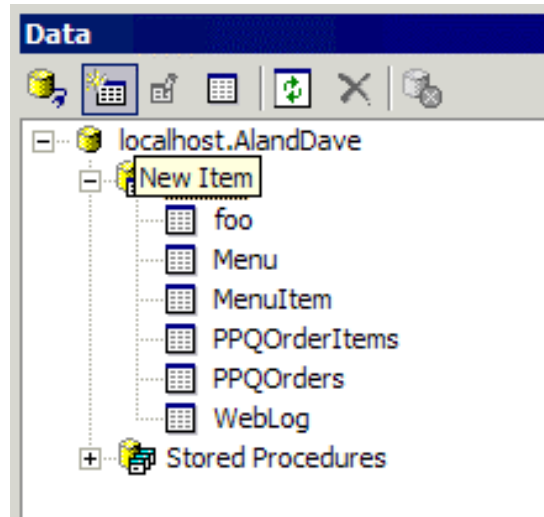 Data
localhost.AlandDave
New Item
foo
Menu
MenuItem
PPQOrderItems
PPQOrders
WebLog
Stored Procedures